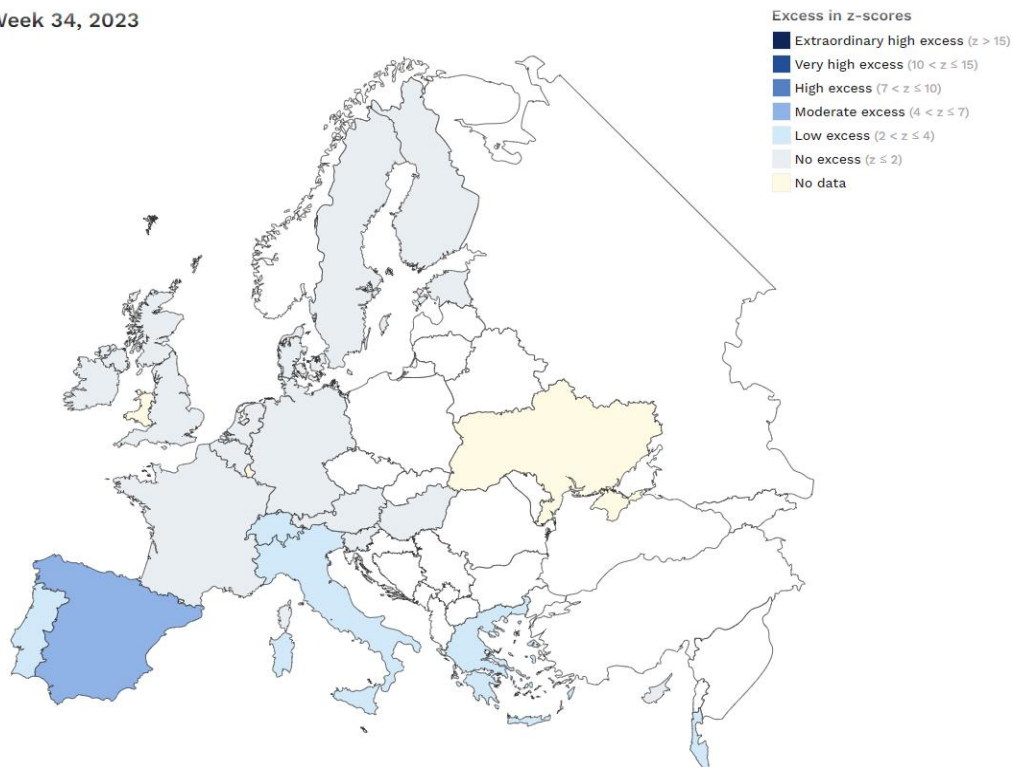 Week 34, 2023
Excess in z-scores
Extraordinary high excess (z > 15)
Very high excess (10 < z ≤ 15)
High excess (7 < z ≤ 10)
Moderate excess (4 < z ≤ 7)
Low excess (2 < z ≤ 4)
No excess (z ≤ 2)
No data